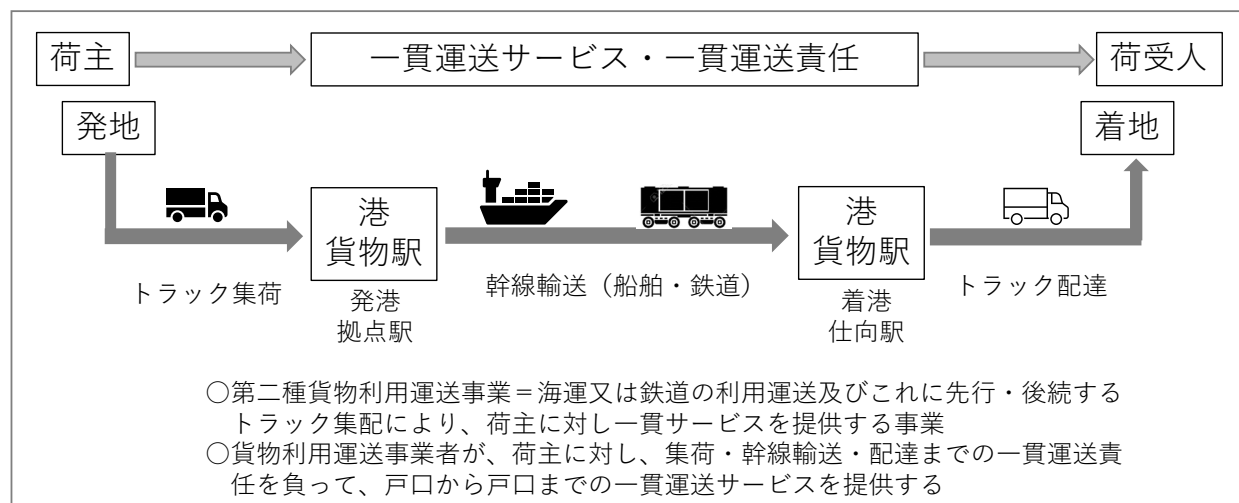 荷主
一貫運送サービス・一貫運送責任
荷受人
発地
着地
港
貨物駅
港
貨物駅
トラック集荷
発港
拠点駅
幹線輸送（船舶・鉄道）
着港
仕向駅
トラック配達
○第二種貨物利用運送事業＝海運又は鉄道の利用運送及びこれに先行・後続する
トラック集配により、荷主に対し一貫サービスを提供する事業
○貨物利用運送事業者が、荷主に対し、集荷・幹線輸送・配達までの一貫運送責
任を負って、戸口から戸口までの一貫運送サービスを提供する